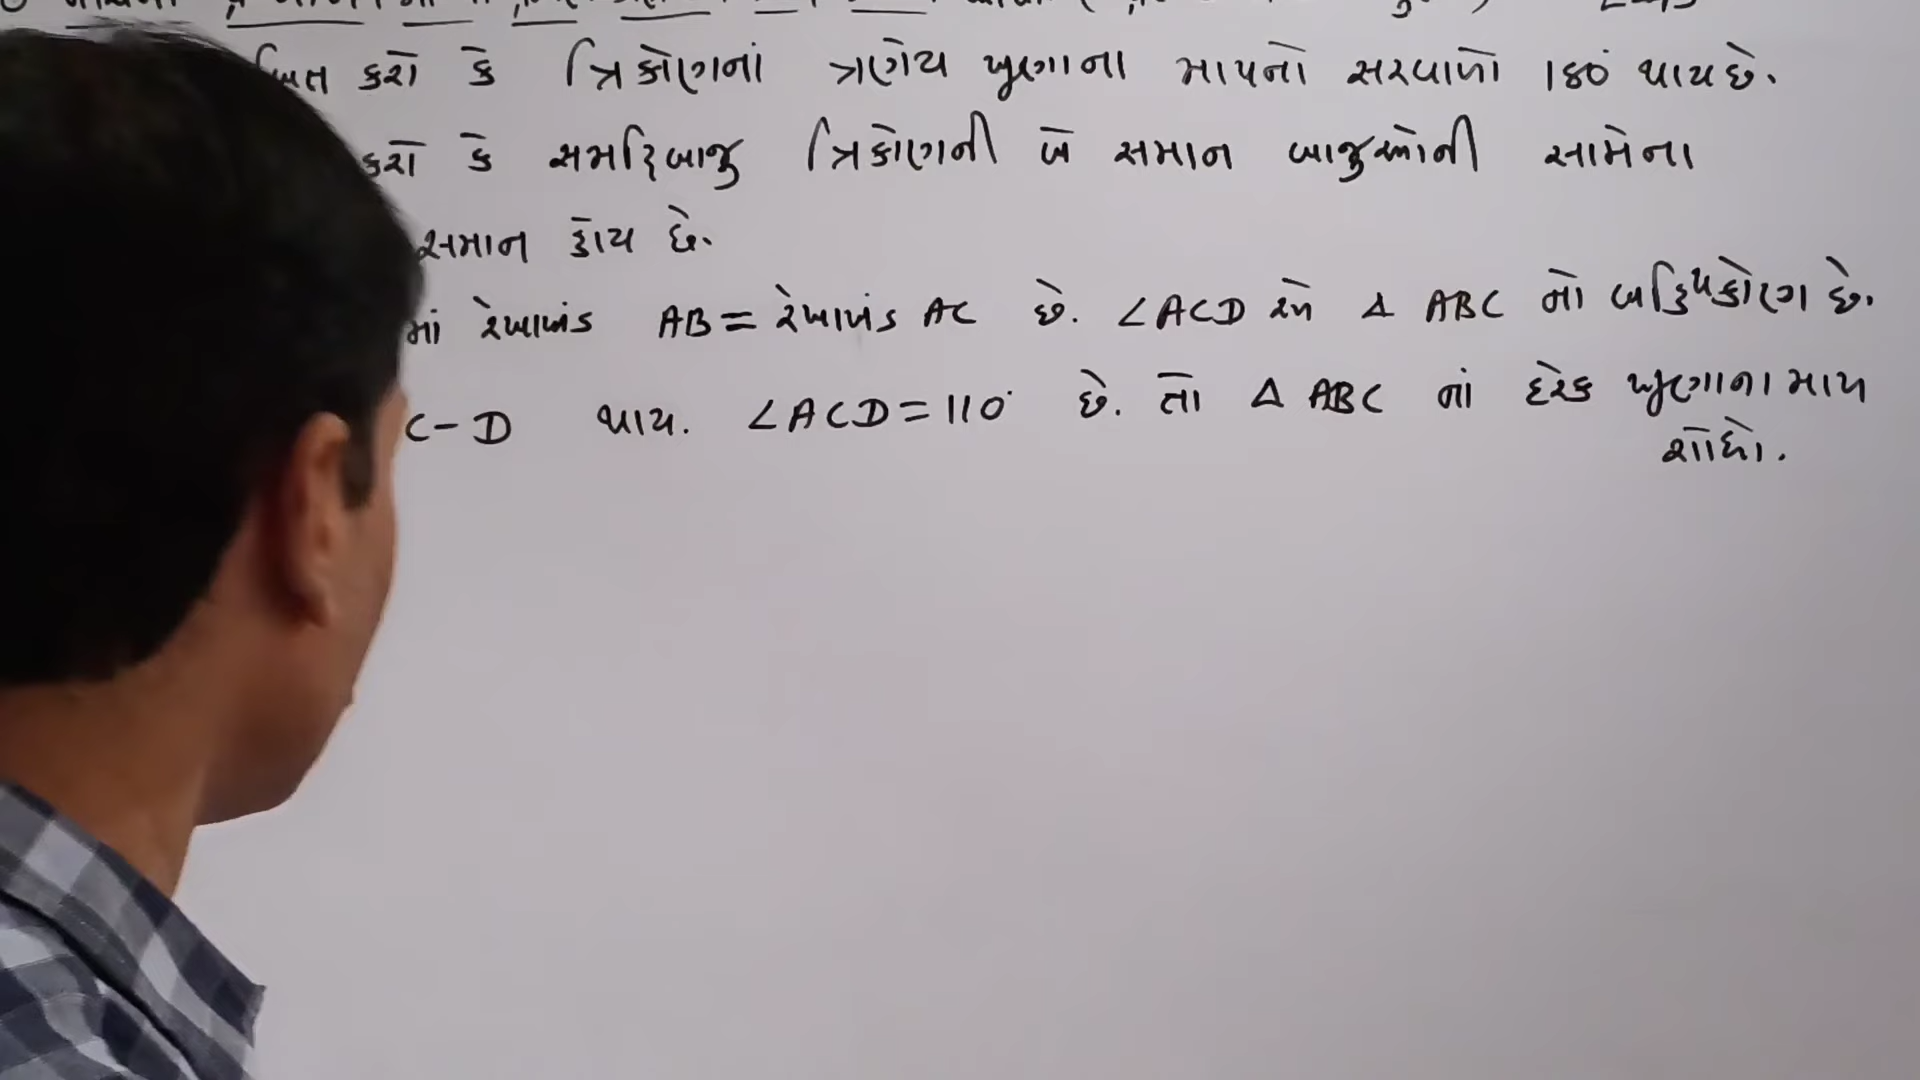 કરો કે ત્રિકોણનાં ત્રણેય ખુણાના માપનો સરવાળો 180° થાય છે.
કરો કે સમદ્વિબાજુ ત્રિકોણની બે સમાન બાજુઓની સામેના
સમાન હોય છે.
માં રેખાખંડ AB = રેખાખંડ AC છે. ∠ACD એ △ ABC નો બહિષ્કોણ છે.
C-D થાય. ∠ACD = 110° છે. તો △ ABC નાં દરેક ખુણાના માપ
શોધો.